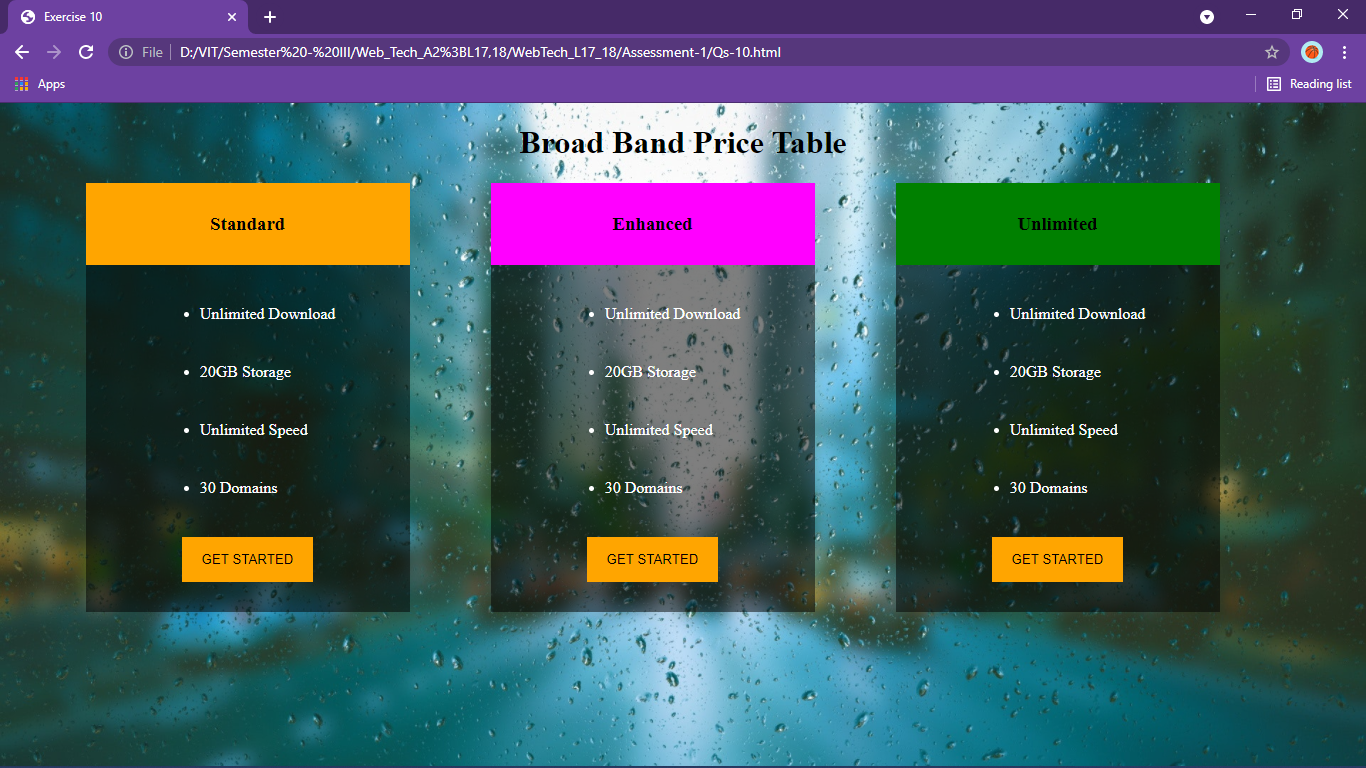 Exercise 10
File
D:/VIT/Semester%20-%20III/Web_Tech_A2%3BL17,18/WebTech_L17_18/Assessment-1/Qs-10.html
Apps
Reading list
Broad Band Price Table
Standard
Unlimited Download
20GB Storage
Unlimited Speed
30 Domains
GET STARTED
Enhanced
Unlimited Download
20GB Storage
Unlimited Speed
30 Domains
GET STARTED
Unlimited
Unlimited Download
20GB Storage
Unlimited Speed
30 Domains
GET STARTED